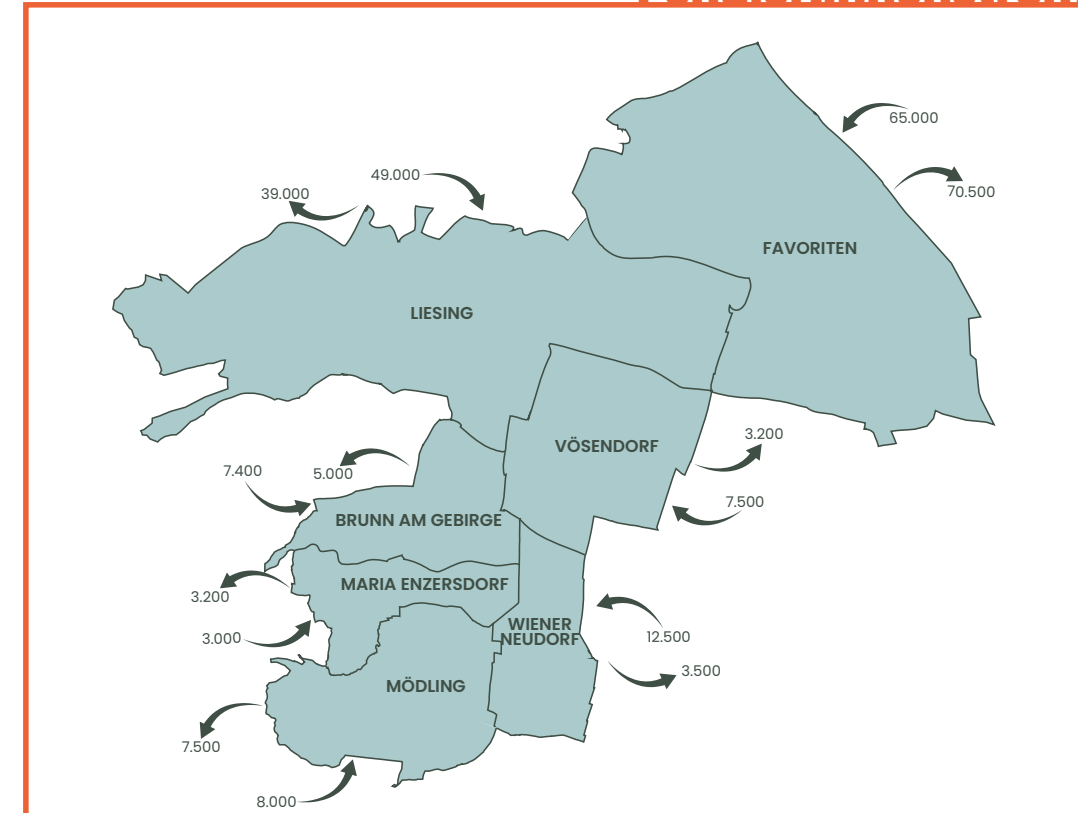 65.000
49.000
39.000
70.500
FAVORITEN
LIESING
3.200
VÖSENDORF
7.400
5.000
7.500
BRUNN AM GEBIRGE
MARIA ENZERSDORF
3.200
WIENER
NEUDORF
3.000
12.500
3.500
MÖDLING
7.500
8.000